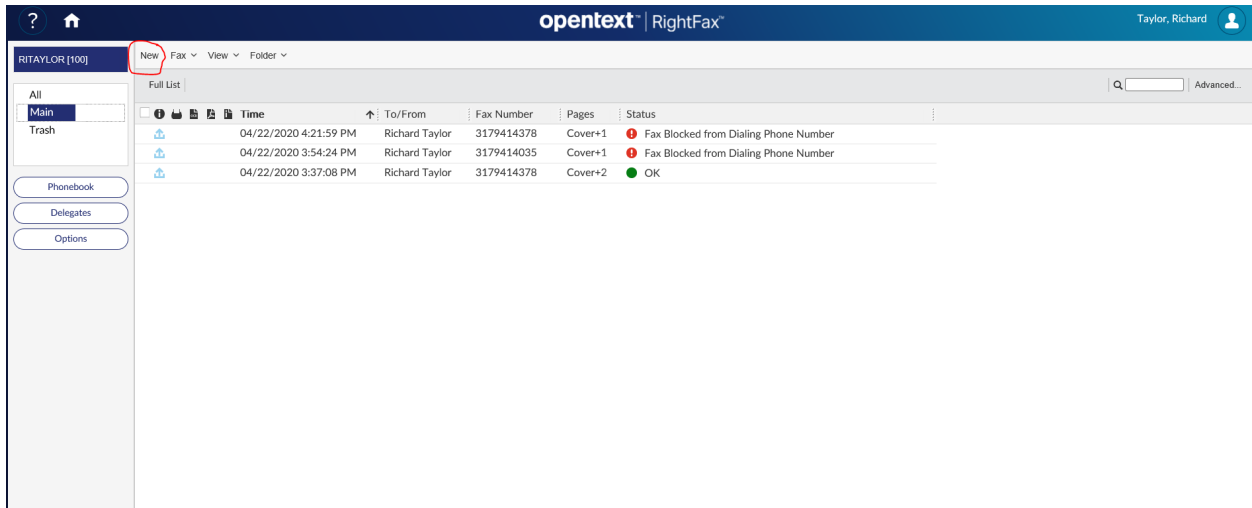 ? opentext™ | RightFax™ Taylor, Richard
RITAYLOR [100] New Fax View Folder
Full List Advanced...
All
Main
Trash
Time To/From Fax Number Pages Status
04/22/2020 4:21:59 PM Richard Taylor 3179414378 Cover+1 Fax Blocked from Dialing Phone Number
04/22/2020 3:54:24 PM Richard Taylor 3179414035 Cover+1 Fax Blocked from Dialing Phone Number
04/22/2020 3:37:08 PM Richard Taylor 3179414378 Cover+2 OK
Phonebook
Delegates
Options